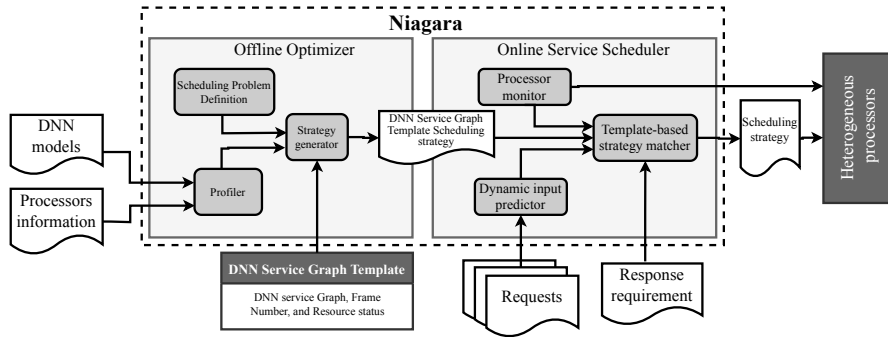 Niagara
Offline Optimizer
Online Service Scheduler
Scheduling Problem
Definition
Processor
monitor
DNN
models
Strategy
generator
DNN Service Graph
Template Scheduling
strategy
Template-based
strategy matcher
Scheduling
strategy
Heterogeneous
processors
Profiler
Dynamic input
predictor
Processors
information
DNN Service Graph Template
DNN service Graph, Frame
Number, and Resource status
Requests
Response
requirement